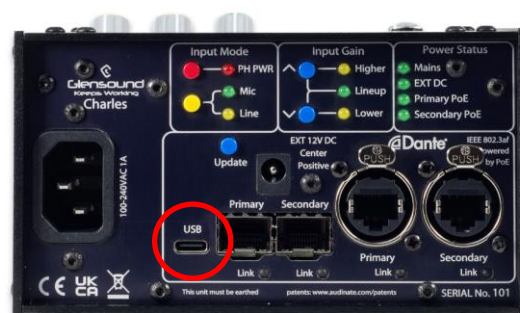 Glensound
Keeps Working
Charles
100-240VAC 1A
Input Mode
PH PWR
Mic
Line
Input Gain
Higher
Lineup
Lower
Power Status
Mains
EXT DC
Primary PoE
Secondary PoE
Update
EXT 12V DC
Center
Positive
Dante®
IEEE 802.3af
owered
by PoE
PUSH
PUSH
USB
Primary
Secondary
Link
Link
Primary
Secondary
Link
Link
CE UK
CA
This unit must be earthed
patents: www.audinate.com/patents
SERIAL No. 101